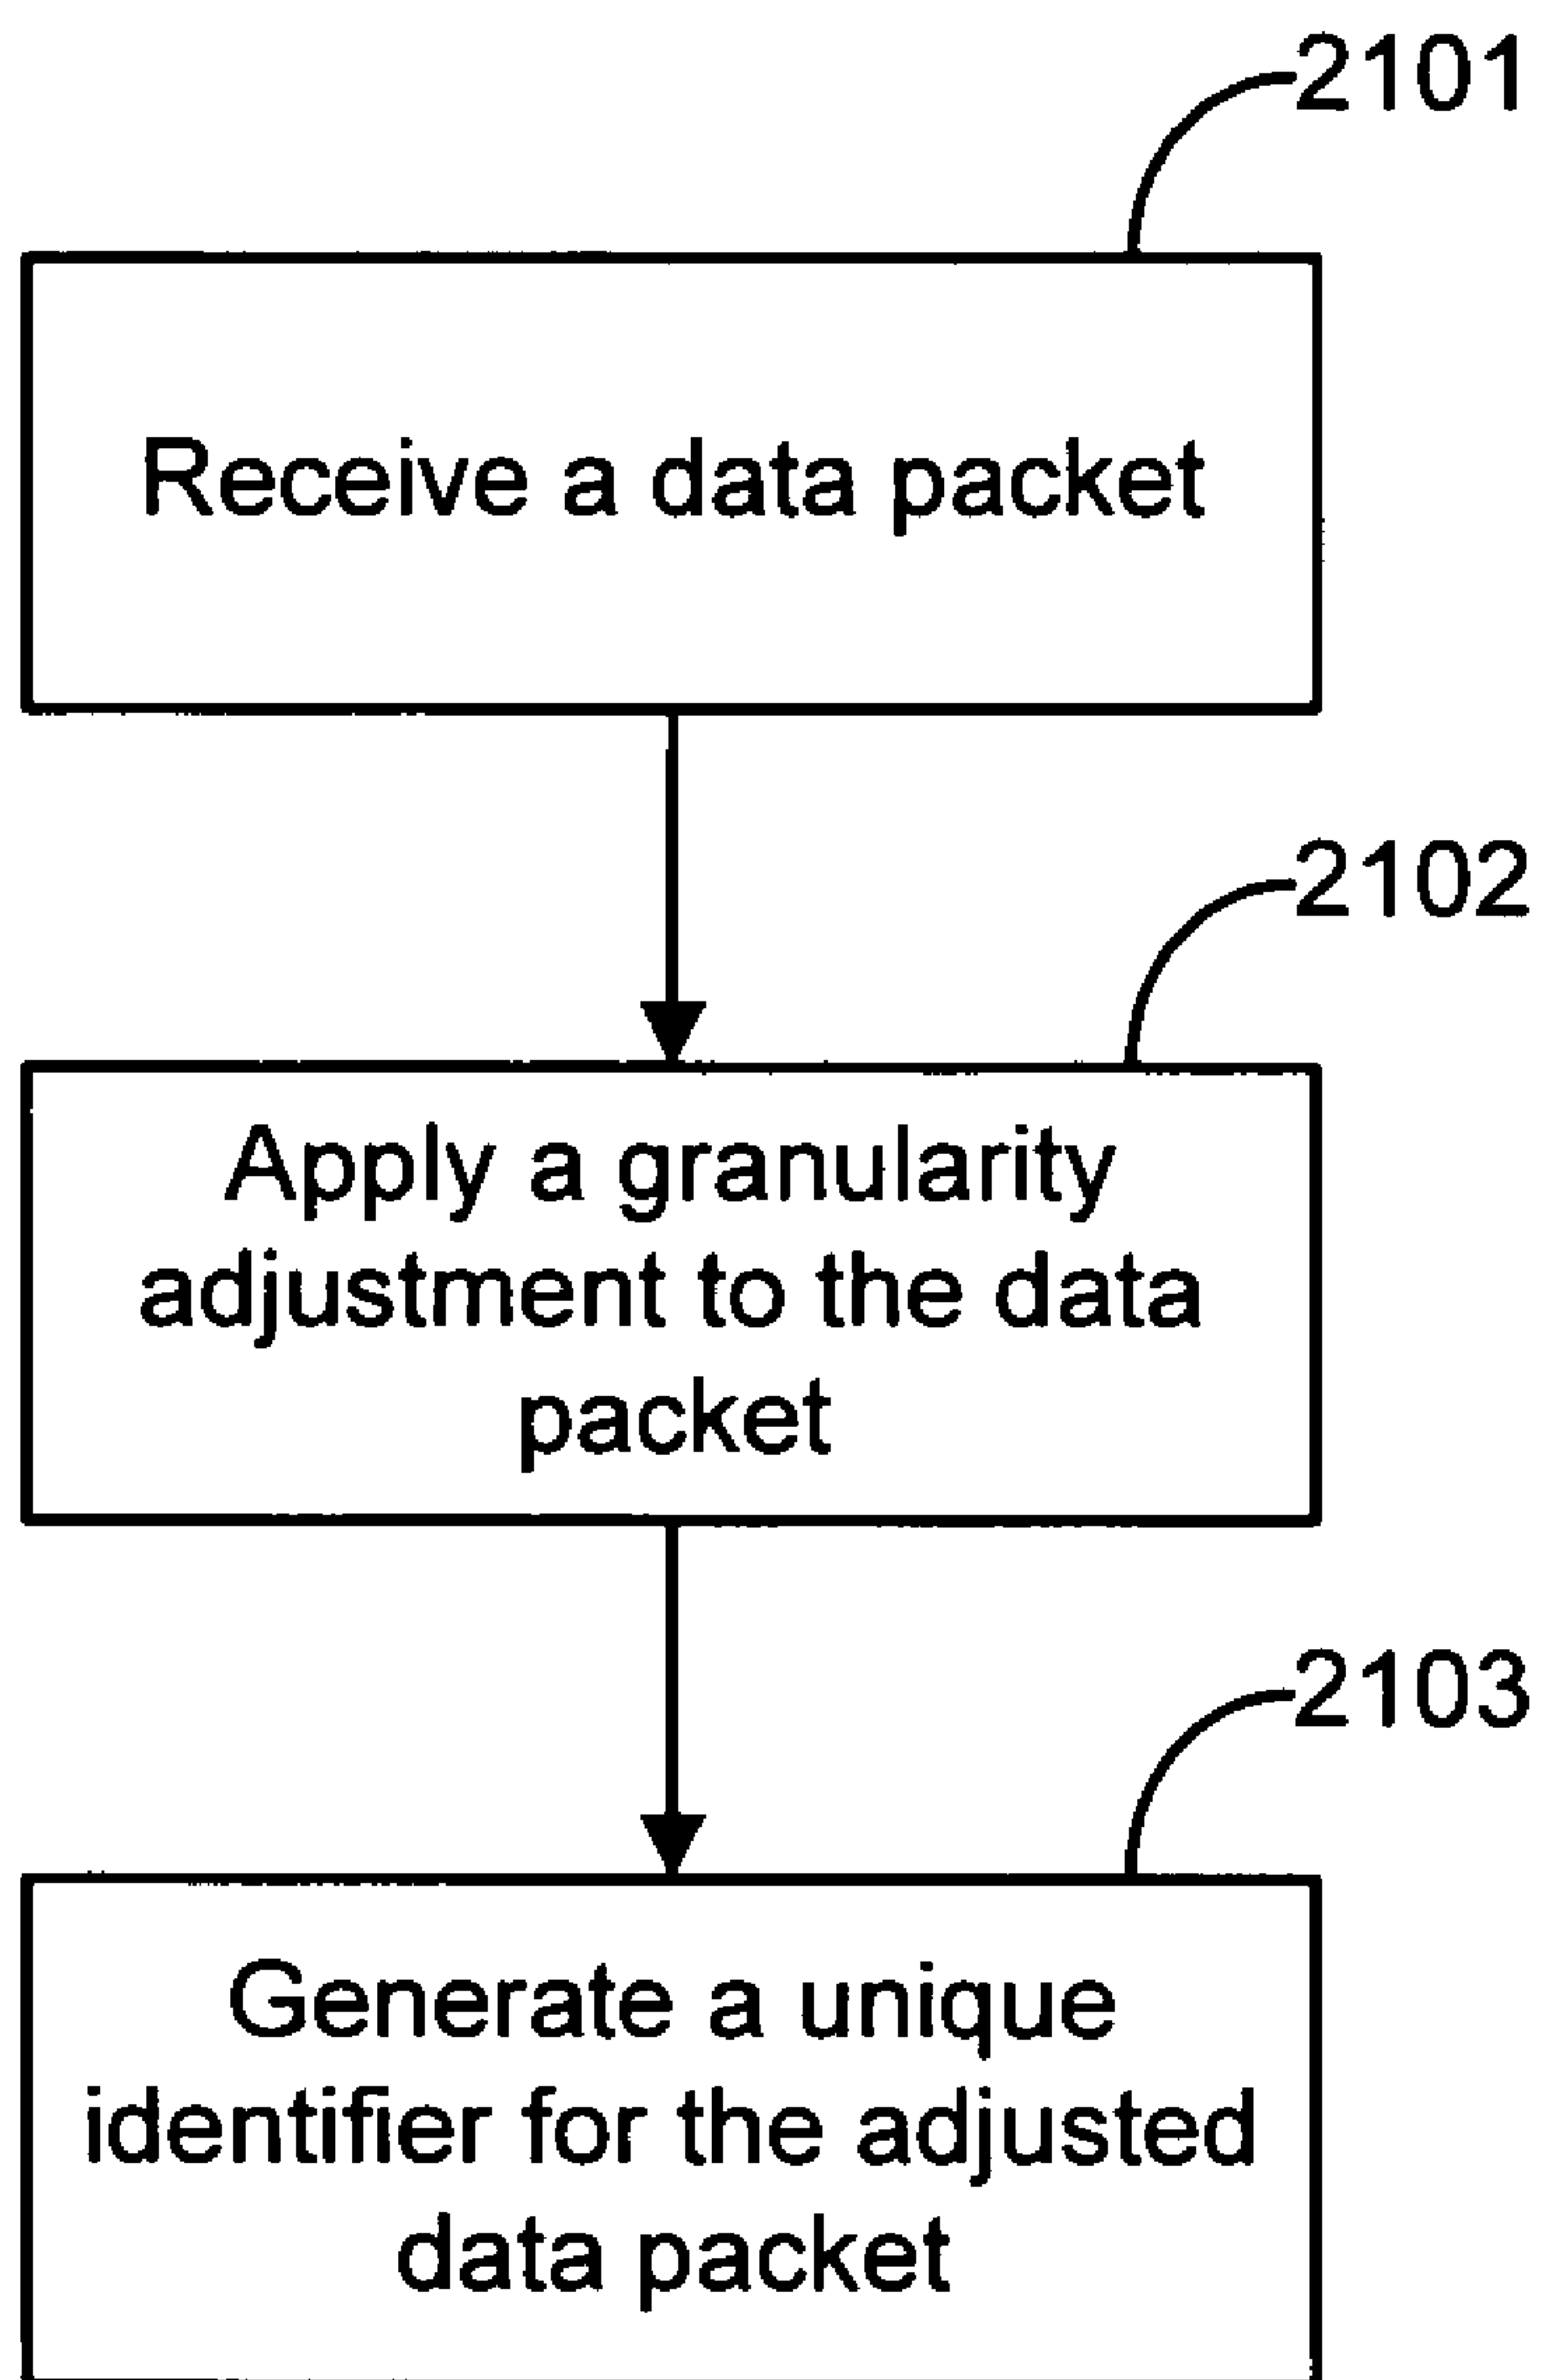 2101
Receive a data packet
2102
Apply a granularity
adjustment to the data
packet
2103
Generate a unique
identifier for the adjusted
data packet